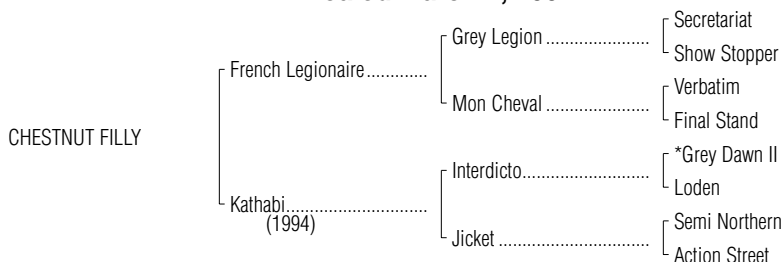 Secretariat
Grey Legion
Show Stopper
French Legionaire
Verbatim
Mon Cheval
Final Stand
CHESTNUT FILLY
*Grey Dawn II
Interdicto
Loden
Kathabi
(1994)
Semi Northern
Jicket
Action Street